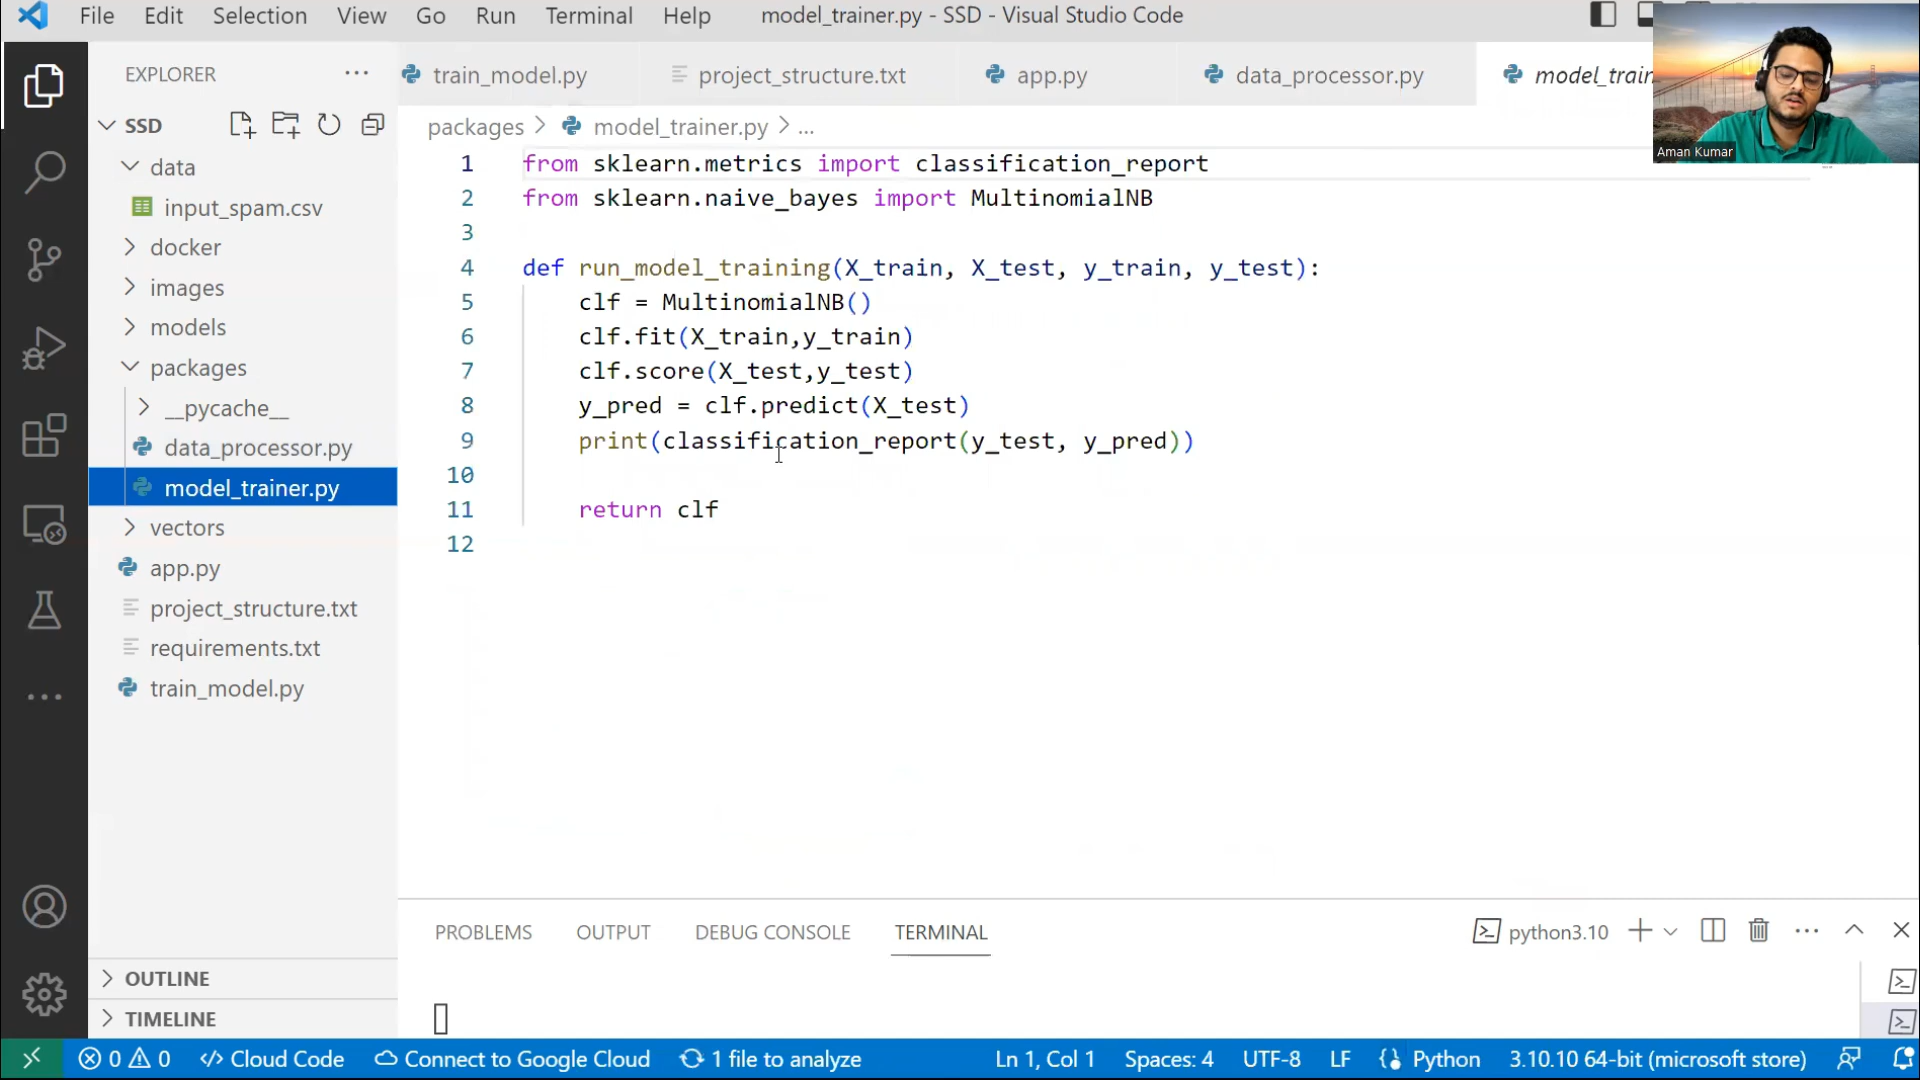 File Edit Selection View Go Run Terminal Help model_trainer.py - SSD - Visual Studio Code
EXPLORER
SSD
data
input_spam.csv
docker
images
models
packages
__pycache__
data_processor.py
model_trainer.py
vectors
app.py
project_structure.txt
requirements.txt
train_model.py
OUTLINE
TIMELINE
train_model.py project_structure.txt app.py data_processor.py model_train
packages > model_trainer.py > ...
1 from sklearn.metrics import classification_report
2 from sklearn.naive_bayes import MultinomialNB
3
4 def run_model_training(X_train, X_test, y_train, y_test):
5 clf = MultinomialNB()
6 clf.fit(X_train,y_train)
7 clf.score(X_test,y_test)
8 y_pred = clf.predict(X_test)
9 print(classification_report(y_test, y_pred))
10
11 return clf
12
Aman Kumar
PROBLEMS OUTPUT DEBUG CONSOLE TERMINAL python3.10
0 0 Cloud Code Connect to Google Cloud 1 file to analyze Ln 1, Col 1 Spaces: 4 UTF-8 LF Python 3.10.10 64-bit (microsoft store)